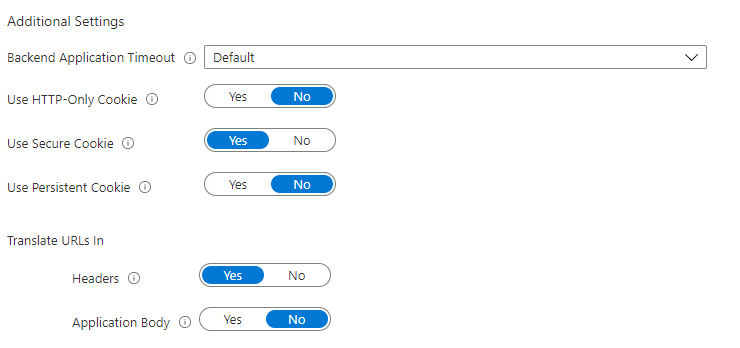 Additional Settings
Backend Application Timeout Default
Use HTTP-Only Cookie Yes No
Use Secure Cookie Yes No
Use Persistent Cookie Yes No
Translate URLs In
Headers Yes No
Application Body Yes No